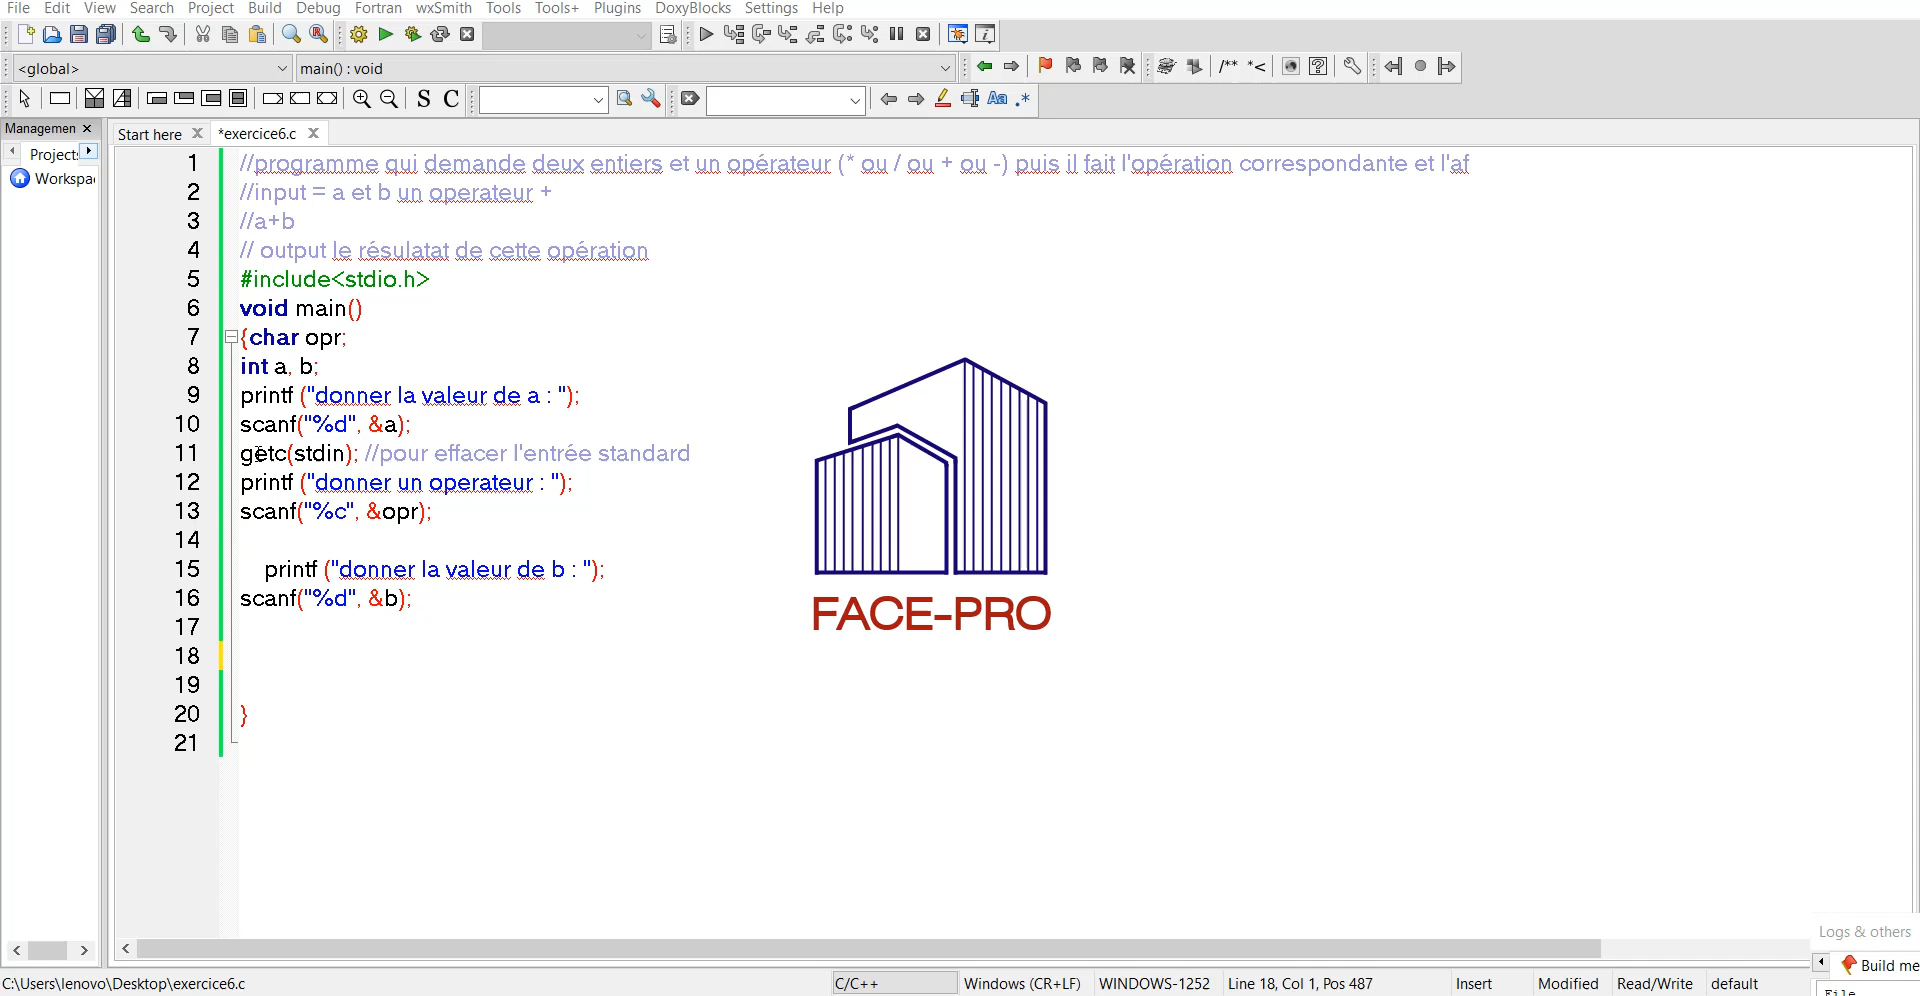 File Edit View Search Project Build Debug Fortran wxSmith Tools Tools+ Plugins DoxyBlocks Settings Help
<global> main() : void /** *<
S C Aa .*
Managemen Start here *exercice6.c
Projects
Workspa
1 //programme qui demande deux entiers et un opérateur (* ou / ou + ou -) puis il fait l'opération correspondante et l'af
2 //input = a et b un operateur +
3 //a+b
4 // output le résulatat de cette opération
5 #include<stdio.h>
6 void main()
7 {char opr;
8 int a, b;
9 printf ("donner la valeur de a : ");
10 scanf("%d", &a);
11 getc(stdin); //pour effacer l'entrée standard
12 printf ("donner un operateur : ");
13 scanf("%c", &opr);
14
15 printf ("donner la valeur de b : ");
16 scanf("%d", &b);
17
18
19
20 }
21
FACE-PRO
Logs & others
Build me
File
C:\Users\lenovo\Desktop\exercice6.c C/C++ Windows (CR+LF) WINDOWS-1252 Line 18, Col 1, Pos 487 Insert Modified Read/Write default